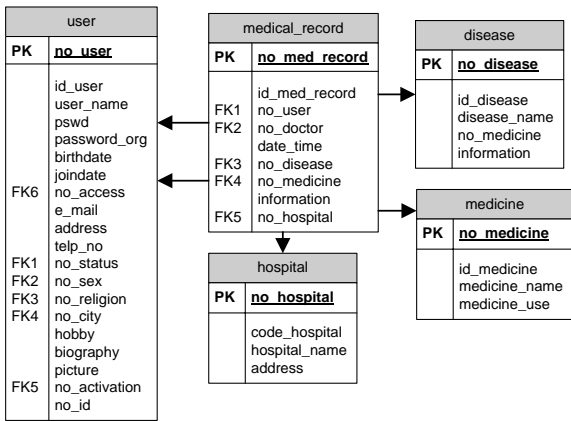 user
PK no_user
id_user
user_name
pswd
password_org
birthdate
joindate
FK6 no_access
e_mail
address
telp_no
FK1 no_status
FK2 no_sex
FK3 no_religion
FK4 no_city
hobby
biography
picture
FK5 no_activation
no_id
medical_record
PK no_med_record
id_med_record
FK1 no_user
FK2 no_doctor
date_time
FK3 no_disease
FK4 no_medicine
information
FK5 no_hospital
hospital
PK no_hospital
code_hospital
hospital_name
address
disease
PK no_disease
id_disease
disease_name
no_medicine
information
medicine
PK no_medicine
id_medicine
medicine_name
medicine_use